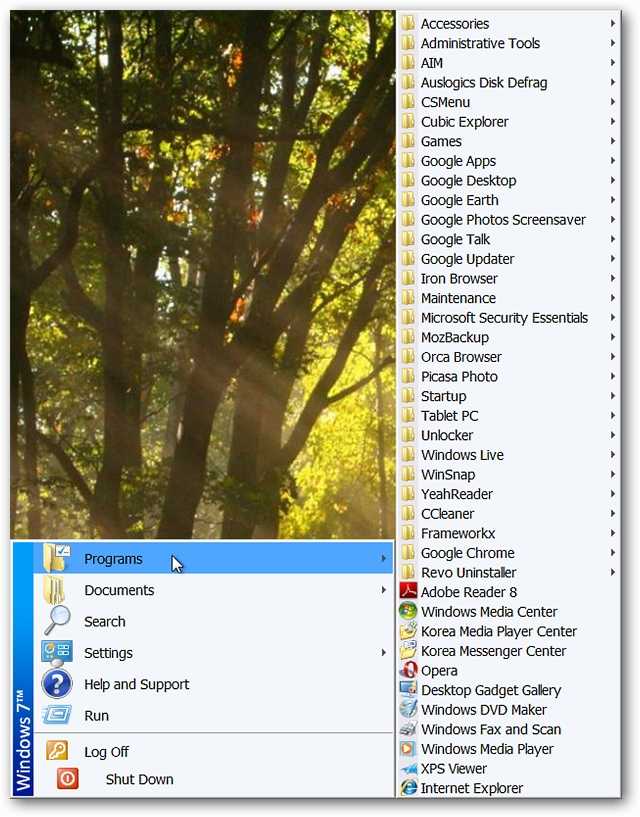 Accessories
Administrative Tools
AIM
Auslogics Disk Defrag
CSMenu
Cubic Explorer
Games
Google Apps
Google Desktop
Google Earth
Google Photos Screensaver
Google Talk
Google Updater
Iron Browser
Maintenance
Microsoft Security Essentials
MozBackup
Orca Browser
Picasa Photo
Startup
Tablet PC
Unlocker
Windows Live
WinSnap
YeahReader
CCleaner
Frameworkx
Google Chrome
Revo Uninstaller
Adobe Reader 8
Windows Media Center
Korea Media Player Center
Korea Messenger Center
Opera
Desktop Gadget Gallery
Windows DVD Maker
Windows Fax and Scan
Windows Media Player
XPS Viewer
Internet Explorer
Programs
Documents
Search
Settings
Help and Support
Run
Log Off
Shut Down
Windows 7™